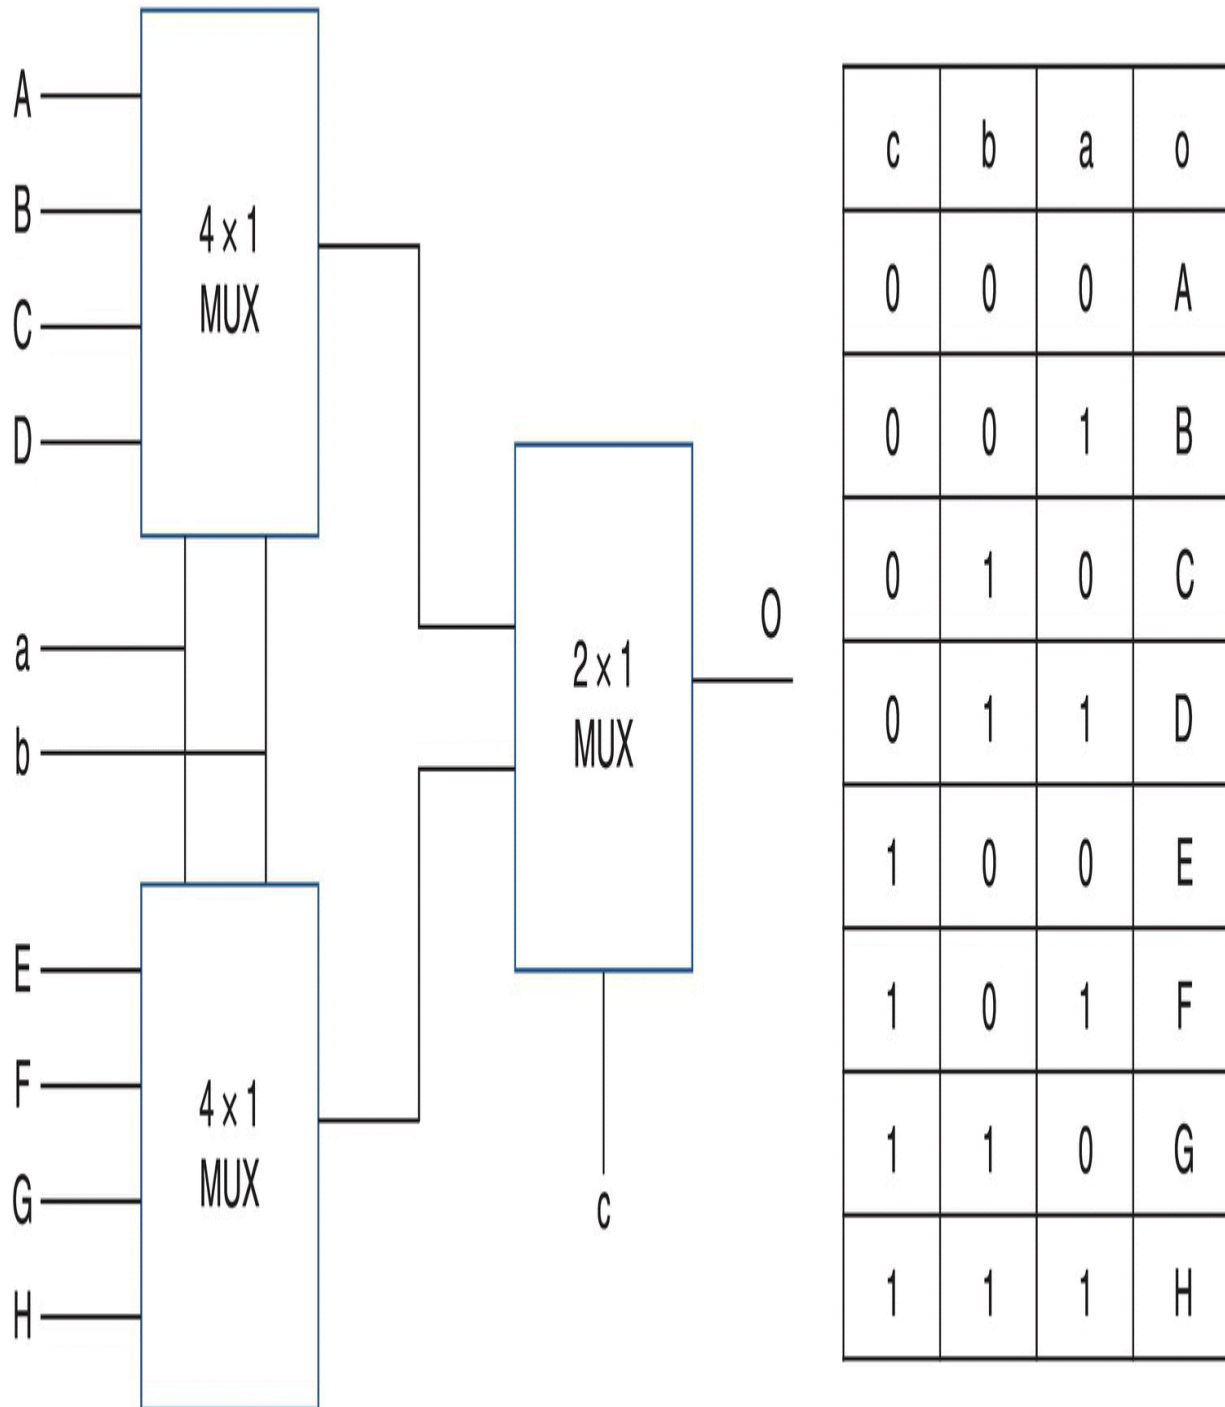 A
B
C
D
4 × 1
MUX
a
b
E
F
G
H
4 × 1
MUX
2 × 1
MUX
O
c
c b a o
0 0 0 A
0 0 1 B
0 1 0 C
0 1 1 D
1 0 0 E
1 0 1 F
1 1 0 G
1 1 1 H